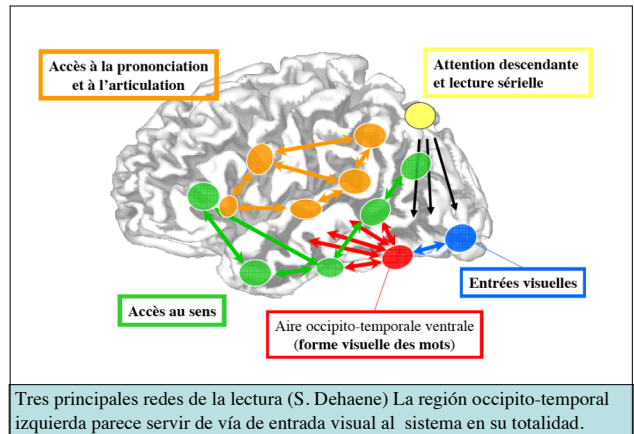 Accès à la prononciation
et à l'articulation
Attention descendante
et lecture sérielle
Entrées visuelles
Accès au sens
Aire occipito-temporale ventrale
(forme visuelle des mots)
Tres principales redes de la lectura (S. Dehaene) La región occipito-temporal
izquierda parece servir de vía de entrada visual al sistema en su totalidad.